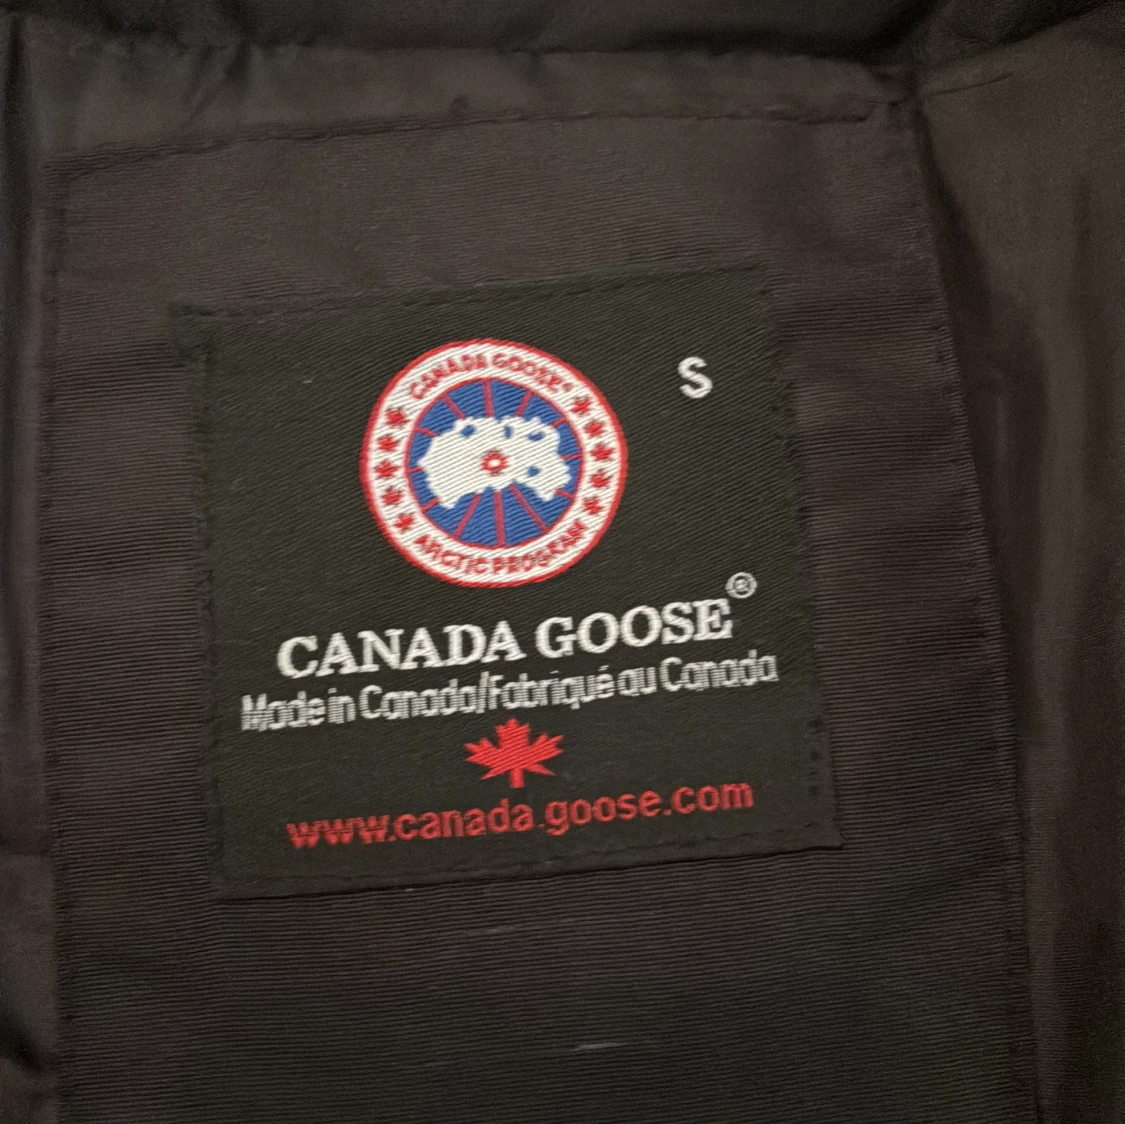 CANADA GOOSE®
ARCTIC PROGRAM
S
CANADA GOOSE®
Made in Canada/Fabriqué au Canada
www.canada.goose.com